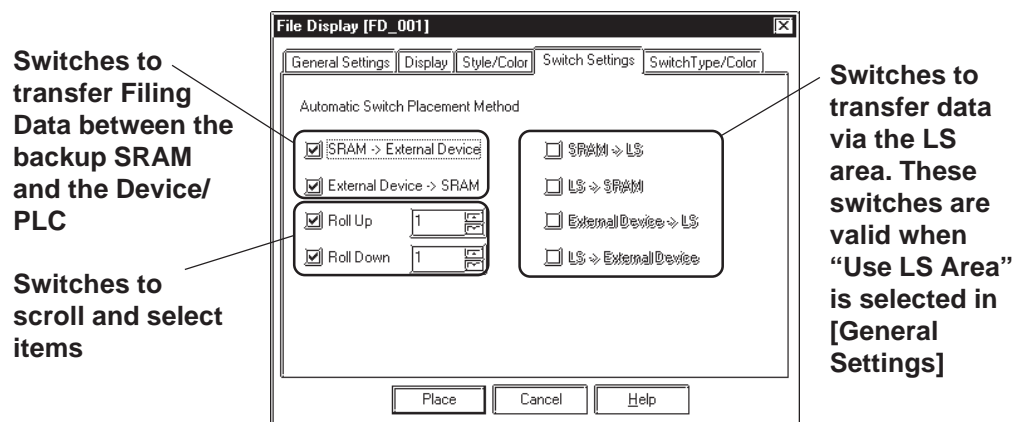 File Display [FD_001]
General Settings Display Style/Color Switch Settings SwitchType/Color
Automatic Switch Placement Method
SRAM -> External Device
External Device -> SRAM
Roll Up 1
Roll Down 1
SRAM -> LS
LS -> SRAM
External Device -> LS
LS -> External Device
Place Cancel Help
Switches to
transfer Filing
Data between the
backup SRAM
and the Device/
PLC
Switches to
scroll and select
items
Switches to
transfer data
via the LS
area. These
switches are
valid when
“Use LS Area”
is selected in
[General
Settings]